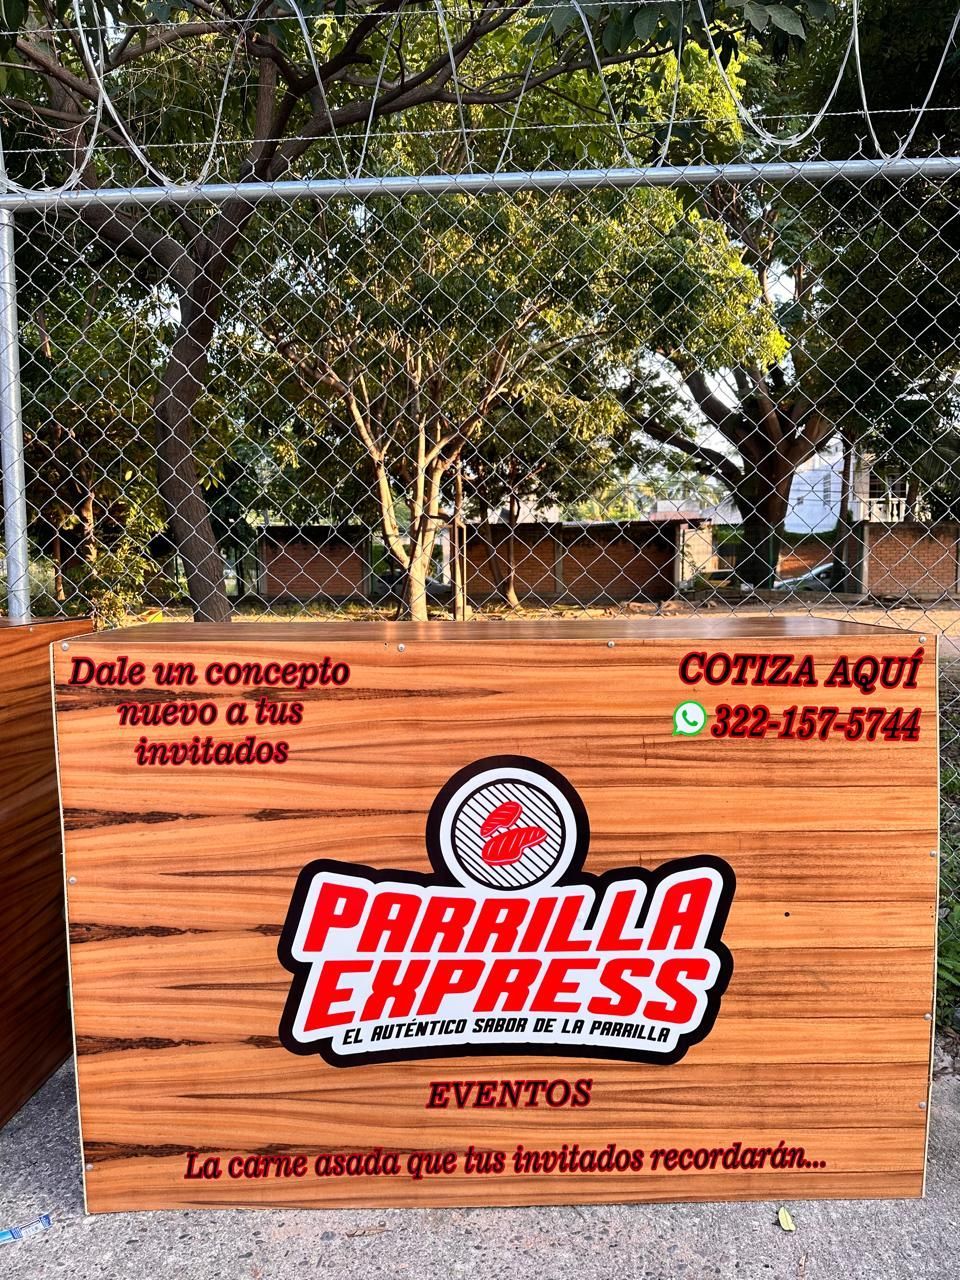 Dale un concepto
nuevo a tus
invitados
COTIZA AQUÍ
322-157-5744
PARRILLA
EXPRESS
EL AUTÉNTICO SABOR DE LA PARRILLA
EVENTOS
La carne asada que tus invitados recordarán...